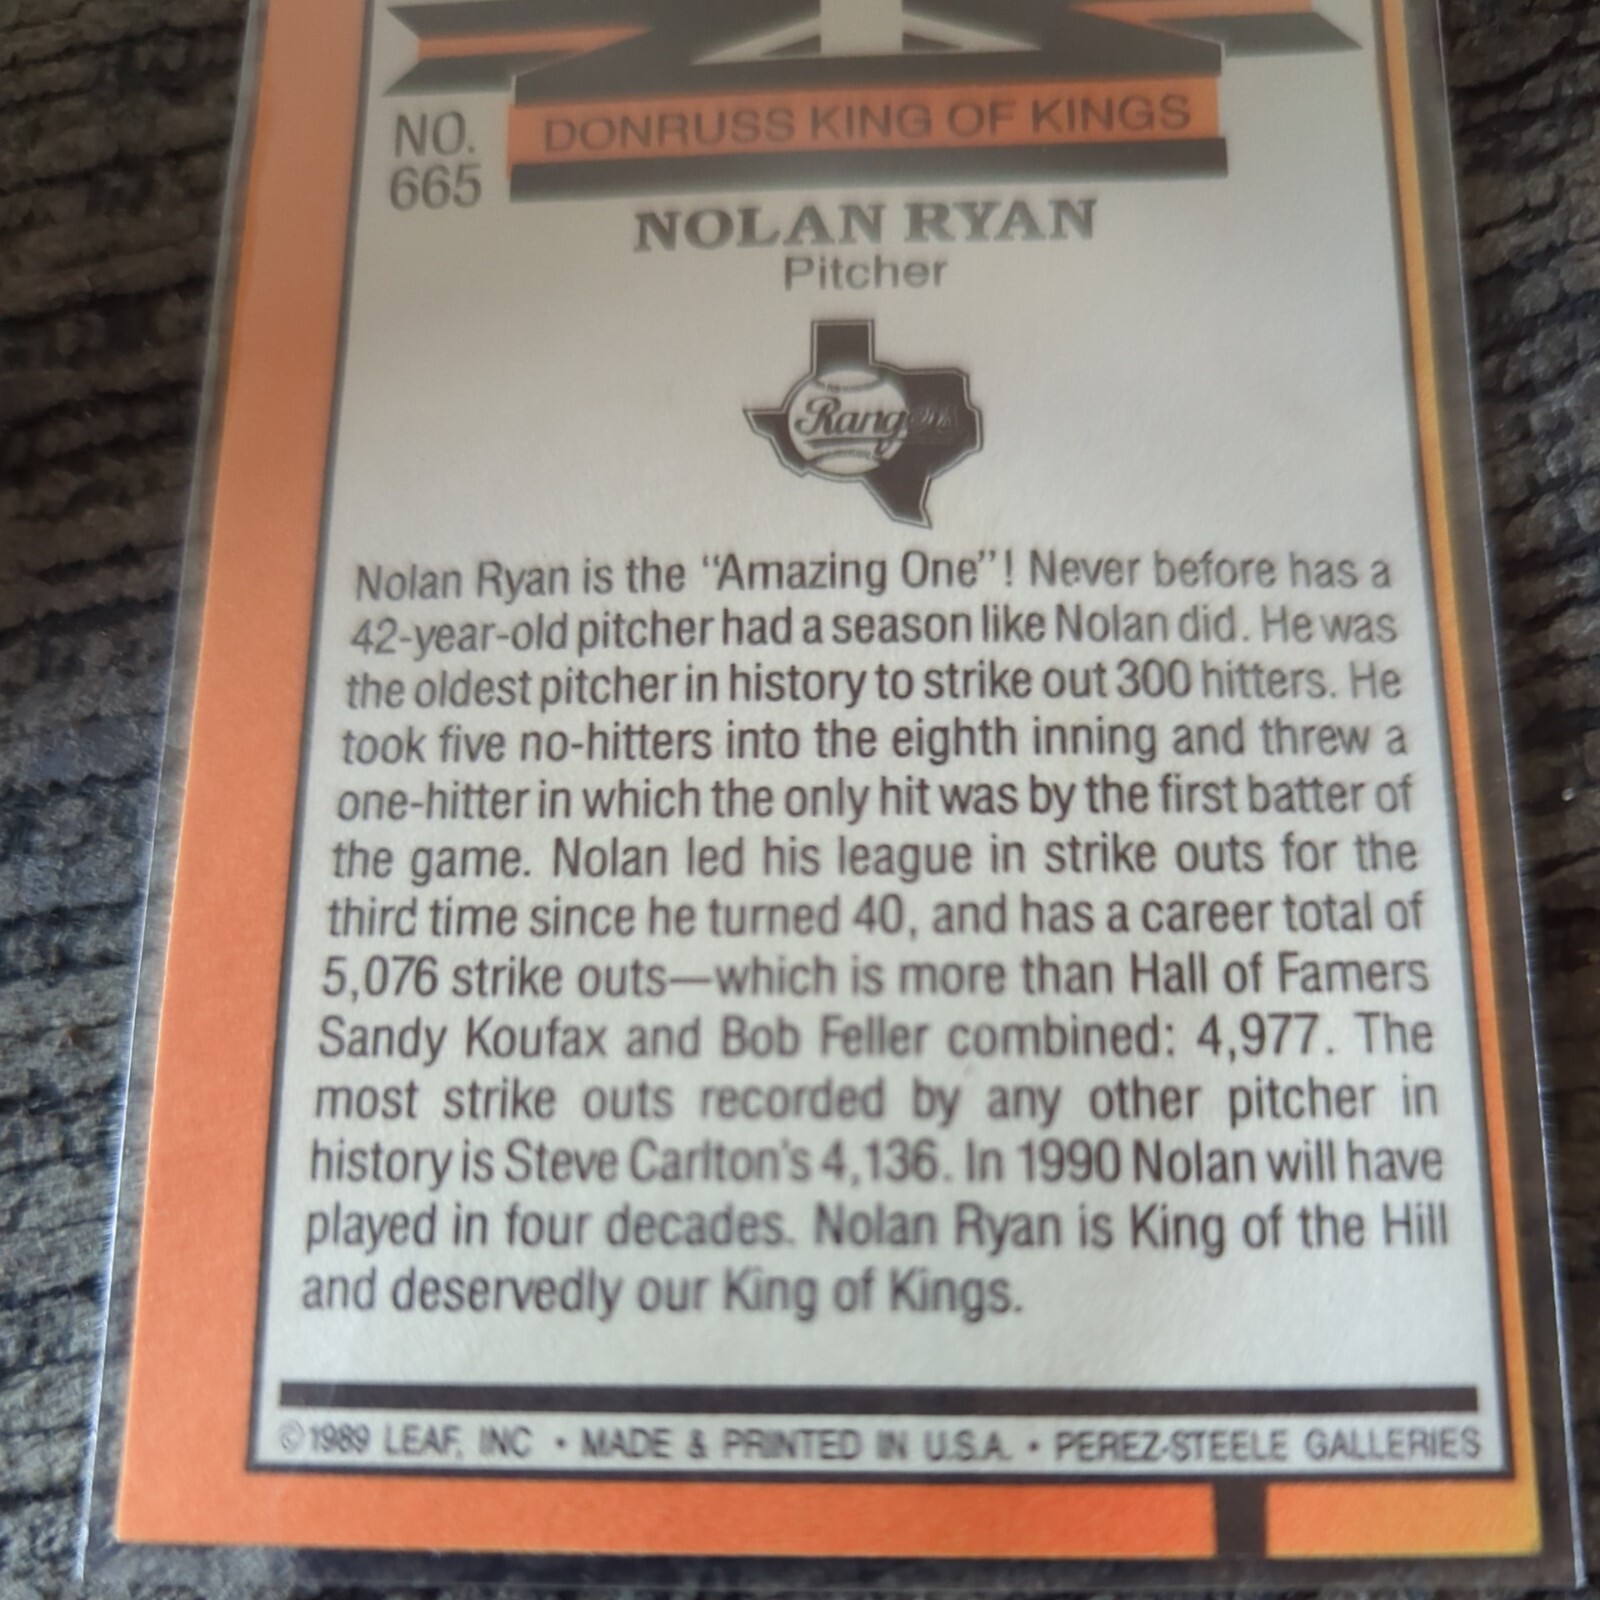 NO.
665
DONRUSS KING OF KINGS
NOLAN RYAN
Pitcher
Rangers
Nolan Ryan is the “Amazing One”! Never before has a
42-year-old pitcher had a season like Nolan did. He was
the oldest pitcher in history to strike out 300 hitters. He
took five no-hitters into the eighth inning and threw a
one-hitter in which the only hit was by the first batter of
the game. Nolan led his league in strike outs for the
third time since he turned 40, and has a career total of
5,076 strike outs—which is more than Hall of Famers
Sandy Koufax and Bob Feller combined: 4,977. The
most strike outs recorded by any other pitcher in
history is Steve Carlton's 4,136. In 1990 Nolan will have
played in four decades. Nolan Ryan is King of the Hill
and deservedly our King of Kings.
©1989 LEAF, INC • MADE & PRINTED IN U.S.A. • PEREZ-STEELE GALLERIES